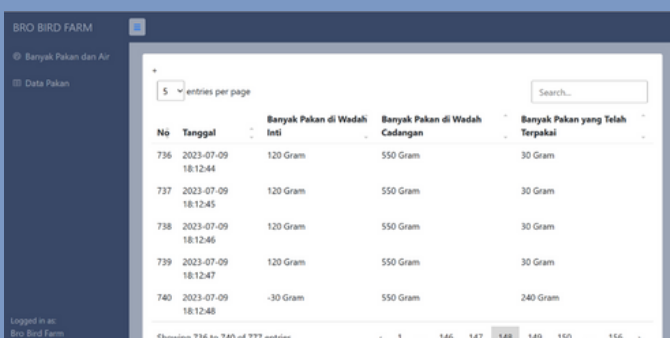 BRO BIRD FARM
Banyak Pakan dan Air
Data Pakan
5 entries per page
Search...
No Tanggal Banyak Pakan di Wadah Inti Banyak Pakan di Wadah Cadangan Banyak Pakan yang Telah Terpakai
736 2023-07-09 18:12:44 120 Gram 550 Gram 30 Gram
737 2023-07-09 18:12:45 120 Gram 550 Gram 30 Gram
738 2023-07-09 18:12:46 120 Gram 550 Gram 30 Gram
739 2023-07-09 18:12:47 120 Gram 550 Gram 30 Gram
740 2023-07-09 18:12:48 -30 Gram 550 Gram 240 Gram
Showing 736 to 740 of 777 entries
‹ 1 ... 146 147 148 149 150 ... 156 ›
Logged in as:
Bro Bird Farm